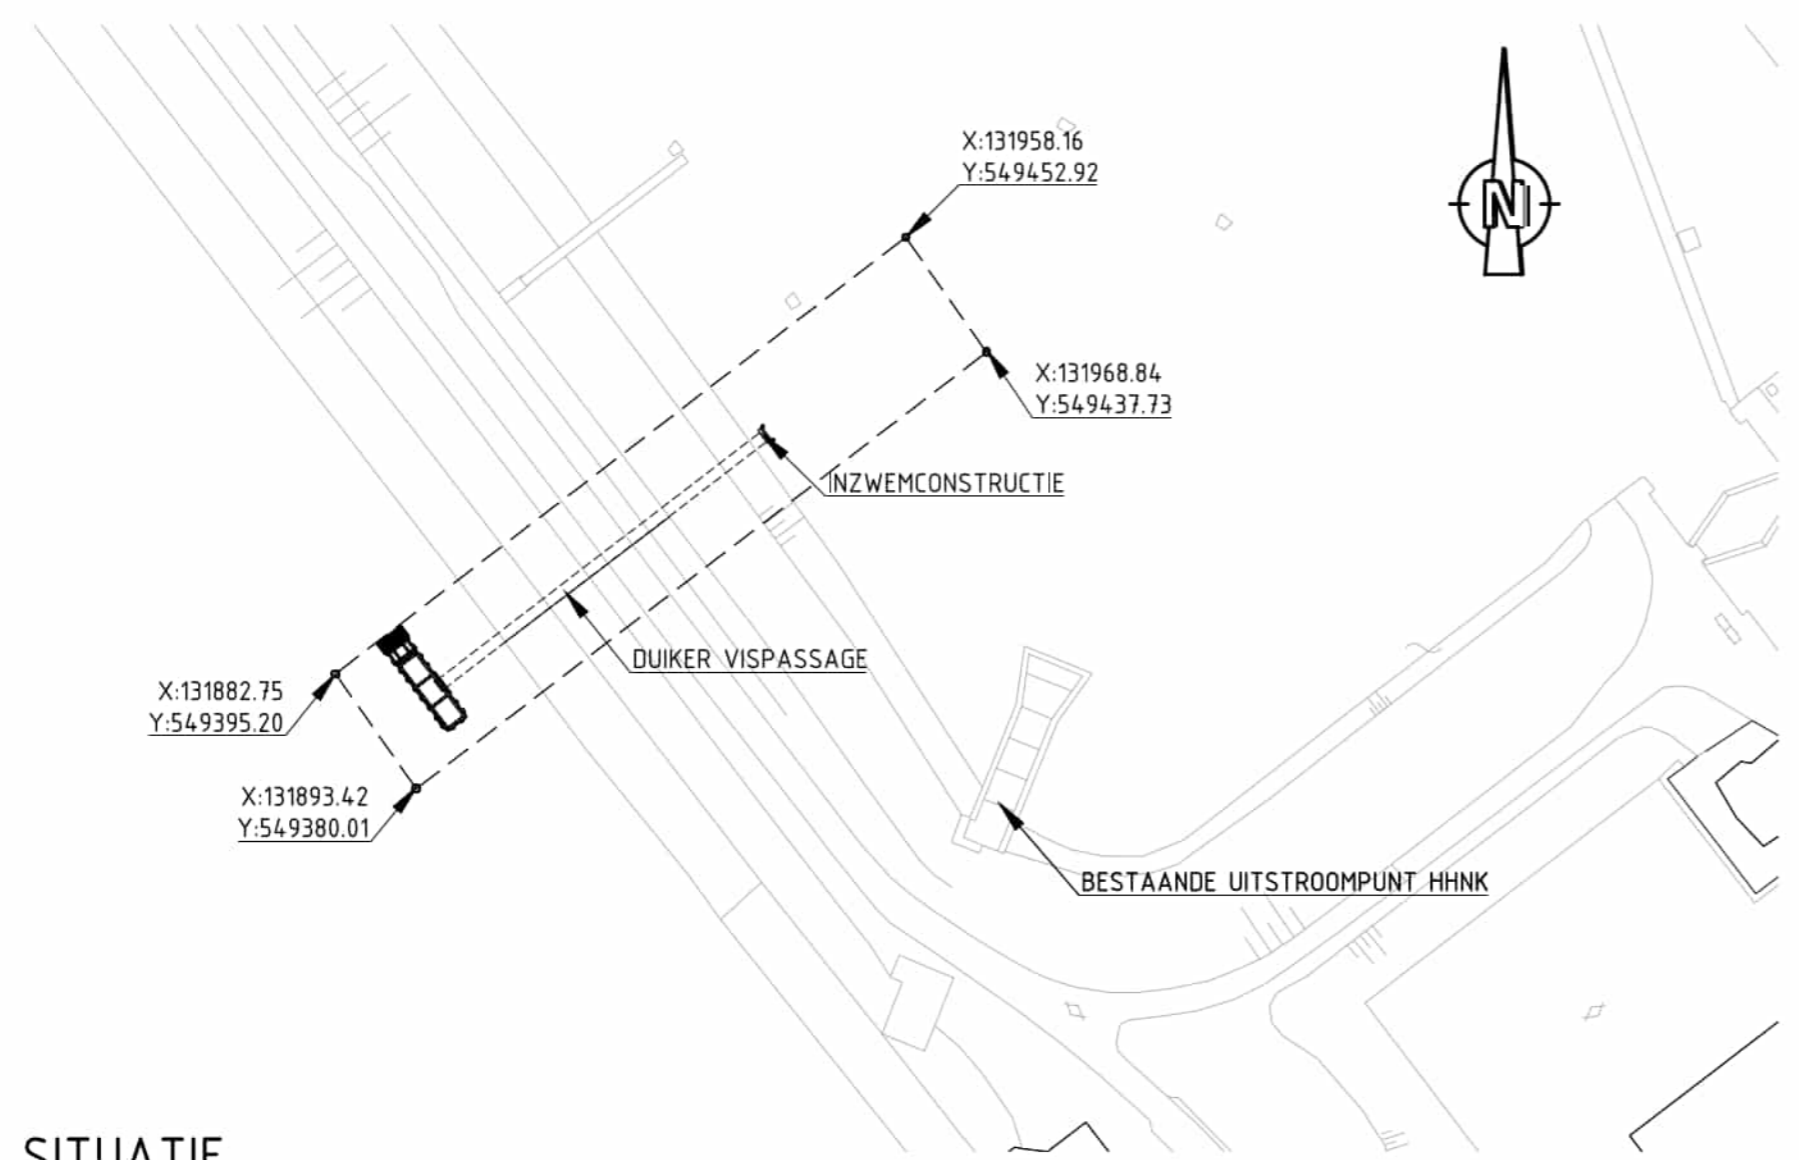 X:131958.16
Y:549452.92
N
X:131968.84
Y:549437.73
INZWEMCONSTRUCTIE
DUIKER VISPASSAGE
X:131882.75
Y:549395.20
X:131893.42
Y:549380.01
BESTAANDE UITSTROOMPUNT HHNK
SITUATIE